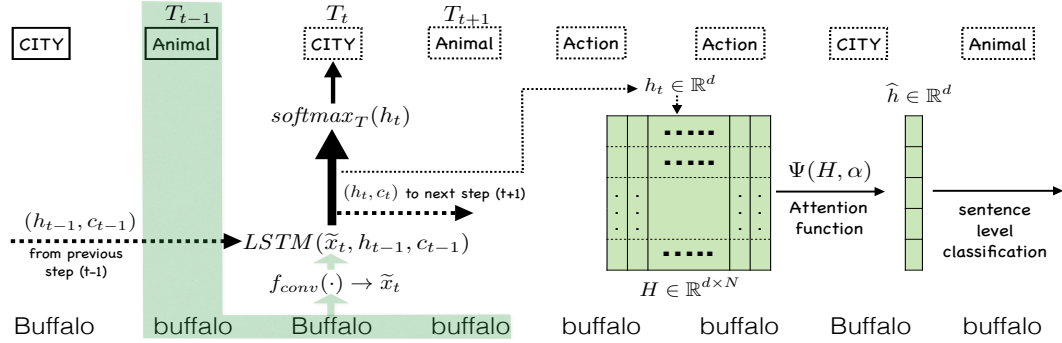 T_{t-1} T_t T_{t+1}
CITY Animal CITY Animal Action Action CITY Animal
h_t ∈ ℝ^d
ĥ ∈ ℝ^d
softmax_T(h_t)
Ψ(H, α)
Attention
function
(h_t, c_t) to next step (t+1)
(h_{t-1}, c_{t-1})
from previous
step (t-1)
LSTM(x̃_t, h_{t-1}, c_{t-1})
sentence
level
classification
f_{conv}(·) → x̃_t
H ∈ ℝ^{d×N}
Buffalo buffalo Buffalo buffalo buffalo buffalo Buffalo buffalo